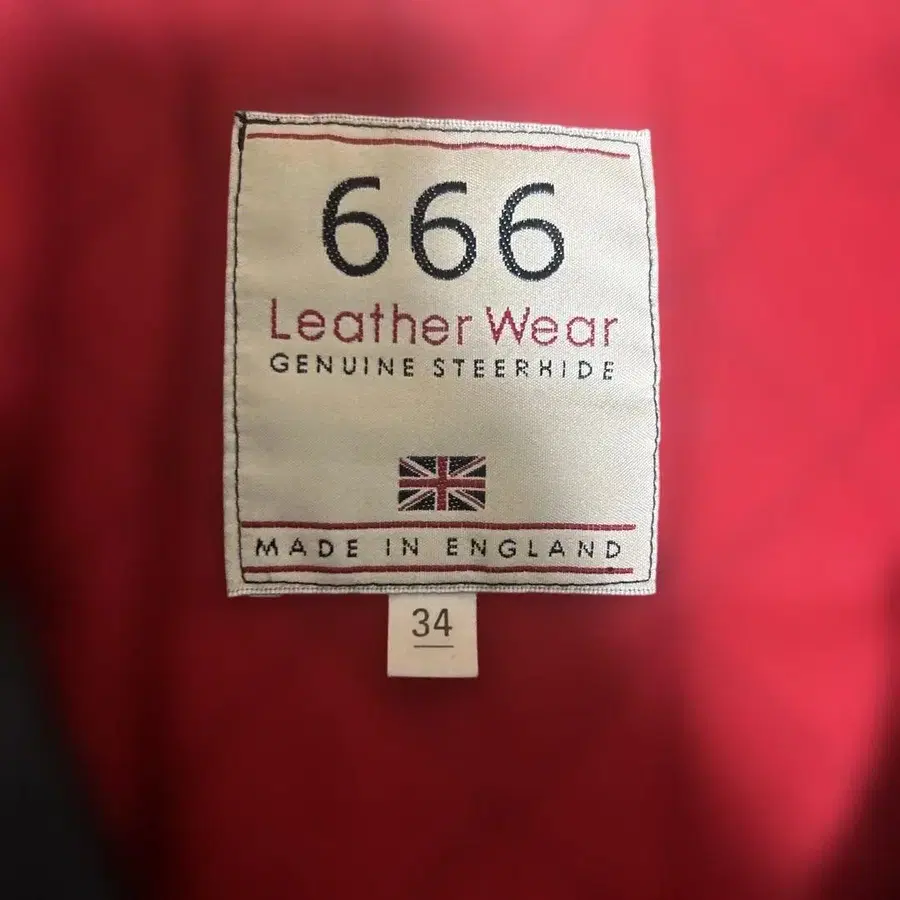 666
Leather Wear
GENUINE STEERHIDE
MADE IN ENGLAND
34